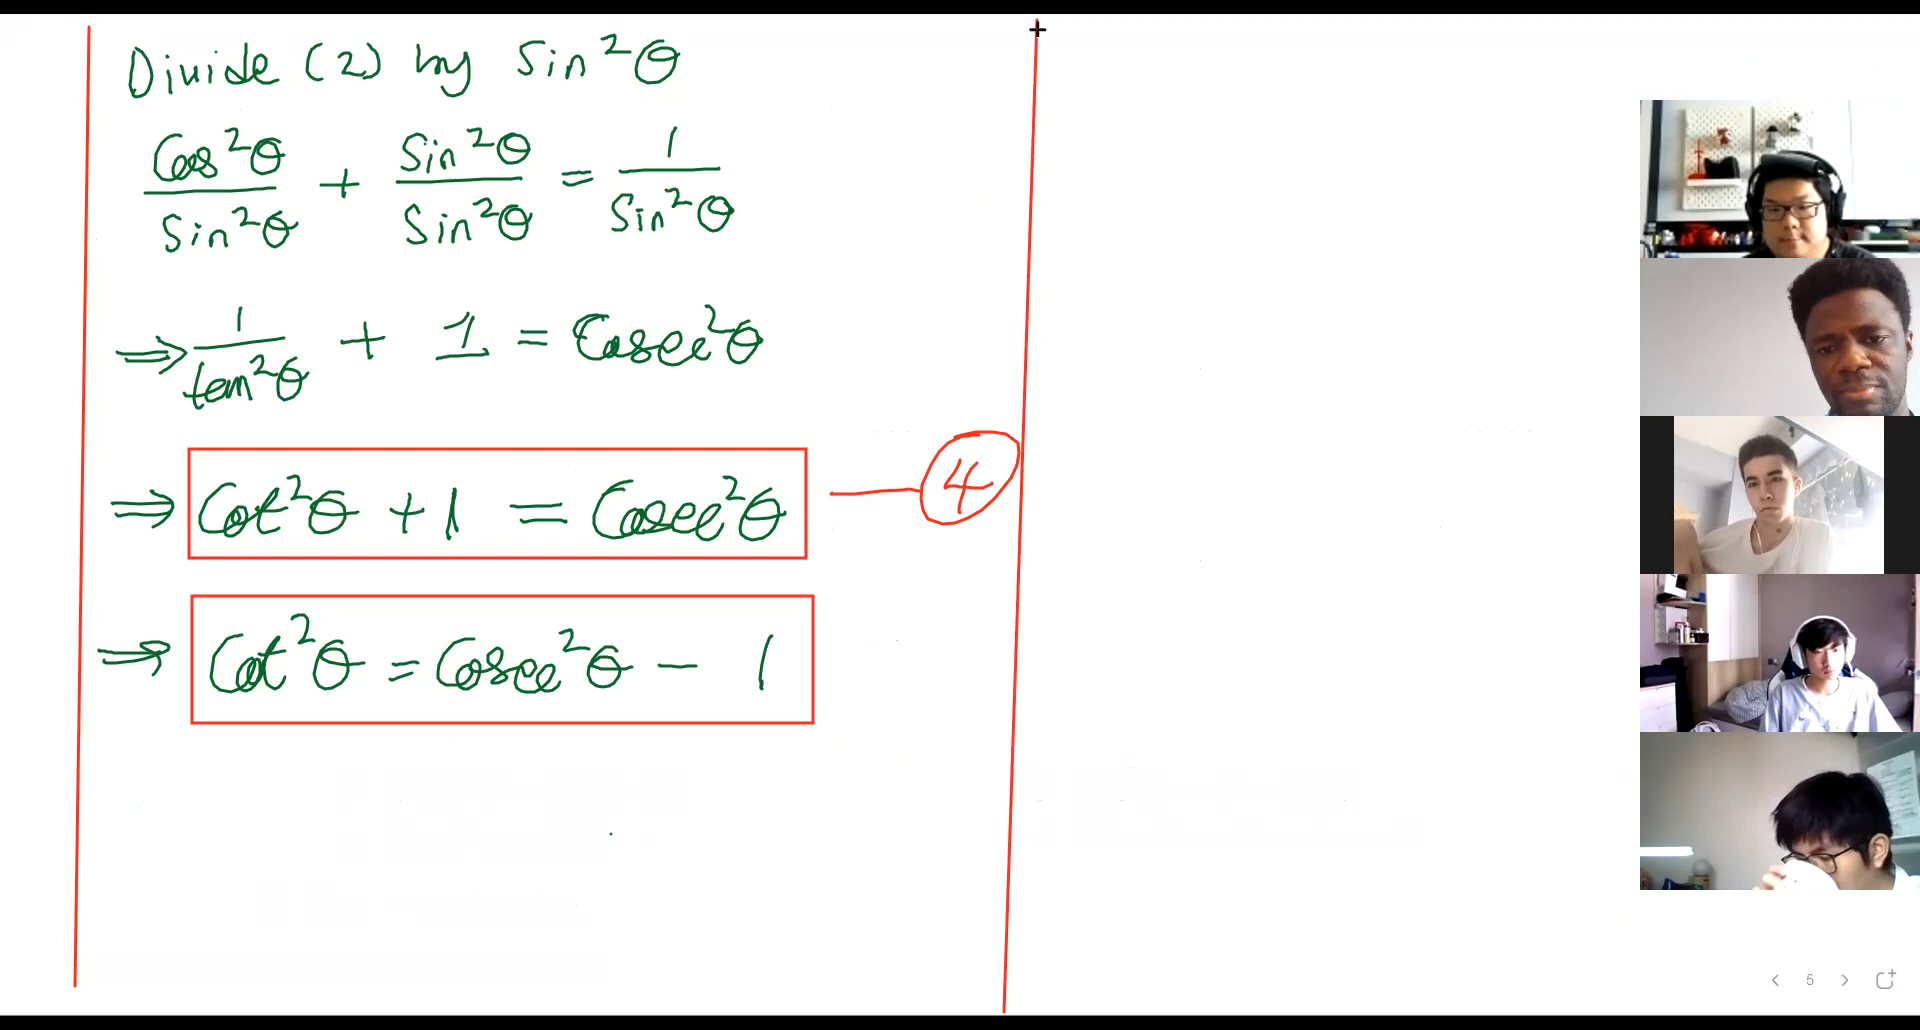 Divide (2) by Sin²θ
Cos²θ/Sin²θ + Sin²θ/Sin²θ = 1/Sin²θ
⇒ 1/tan²θ + 1 = Cosec²θ
⇒ Cot²θ + 1 = Cosec²θ — 4
⇒ Cot²θ = Cosec²θ − 1
5